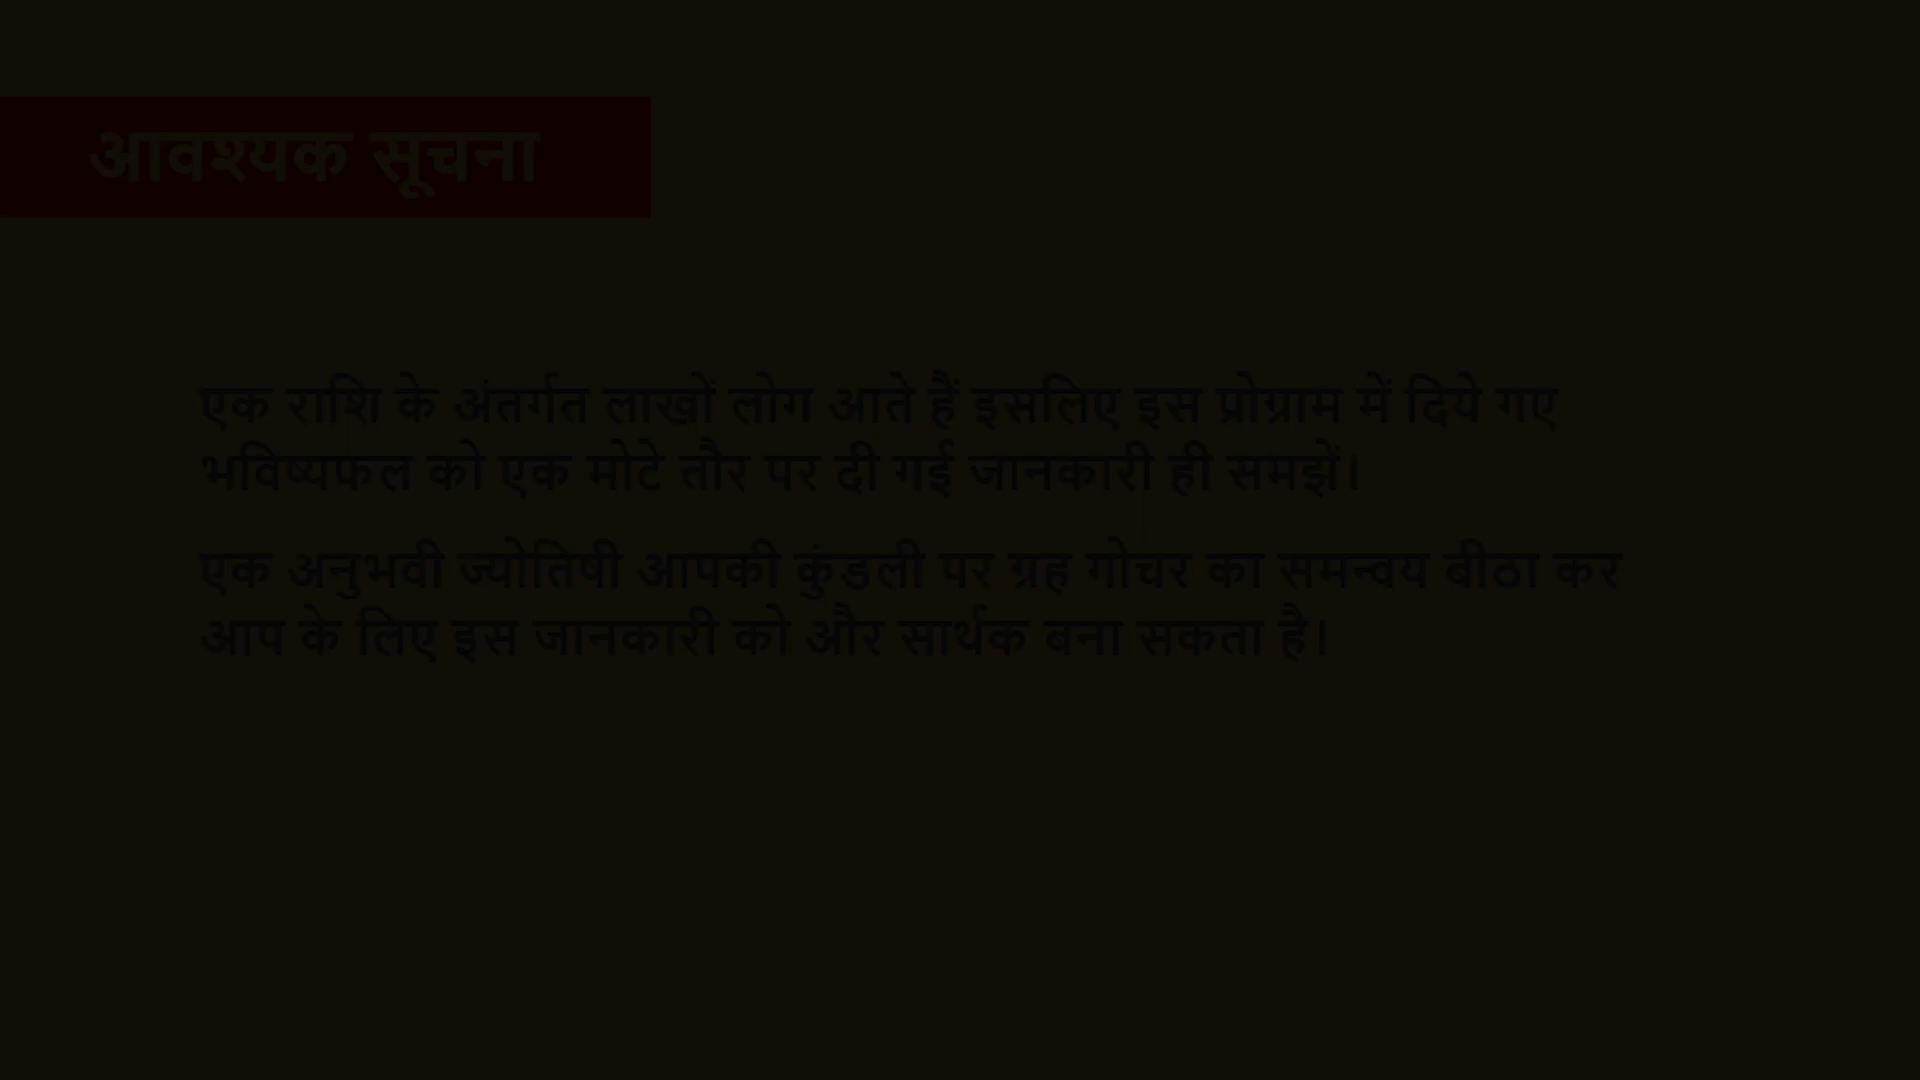 आवश्यक सूचना
एक राशि के अंतर्गत लाखों लोग आते हैं इसलिए इस प्रोग्राम में दिये गए
भविष्यफल को एक मोटे तौर पर दी गई जानकारी ही समझें।
एक अनुभवी ज्योतिषी आपकी कुंडली पर ग्रह गोचर का समन्वय बीठा कर
आप के लिए इस जानकारी को और सार्थक बना सकता है।